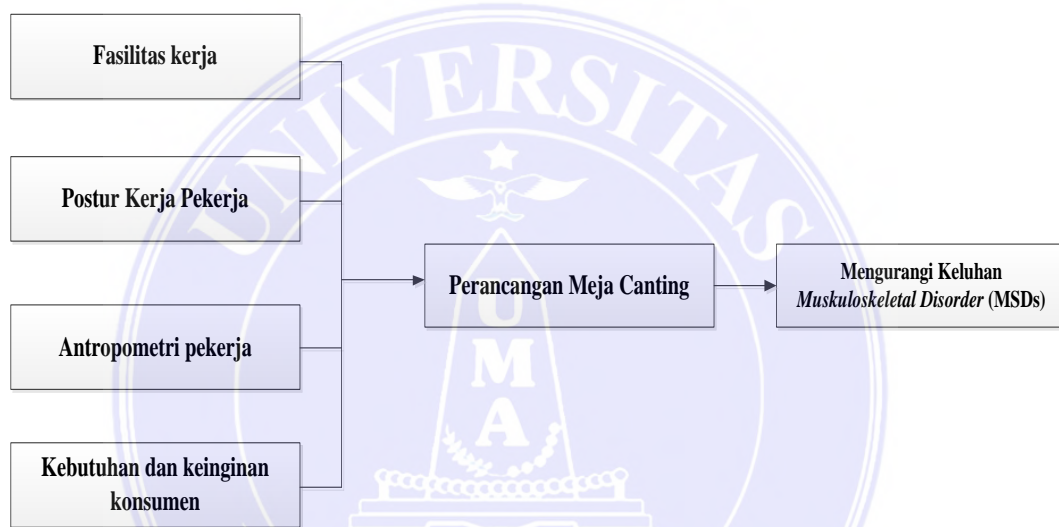 UNIVERSITAS
Fasilitas kerja
Postur Kerja Pekerja
Antropometri pekerja
Kebutuhan dan keinginan
konsumen
Perancangan Meja Canting
Mengurangi Keluhan
Muskuloskeletal Disorder (MSDs)
U
M
A